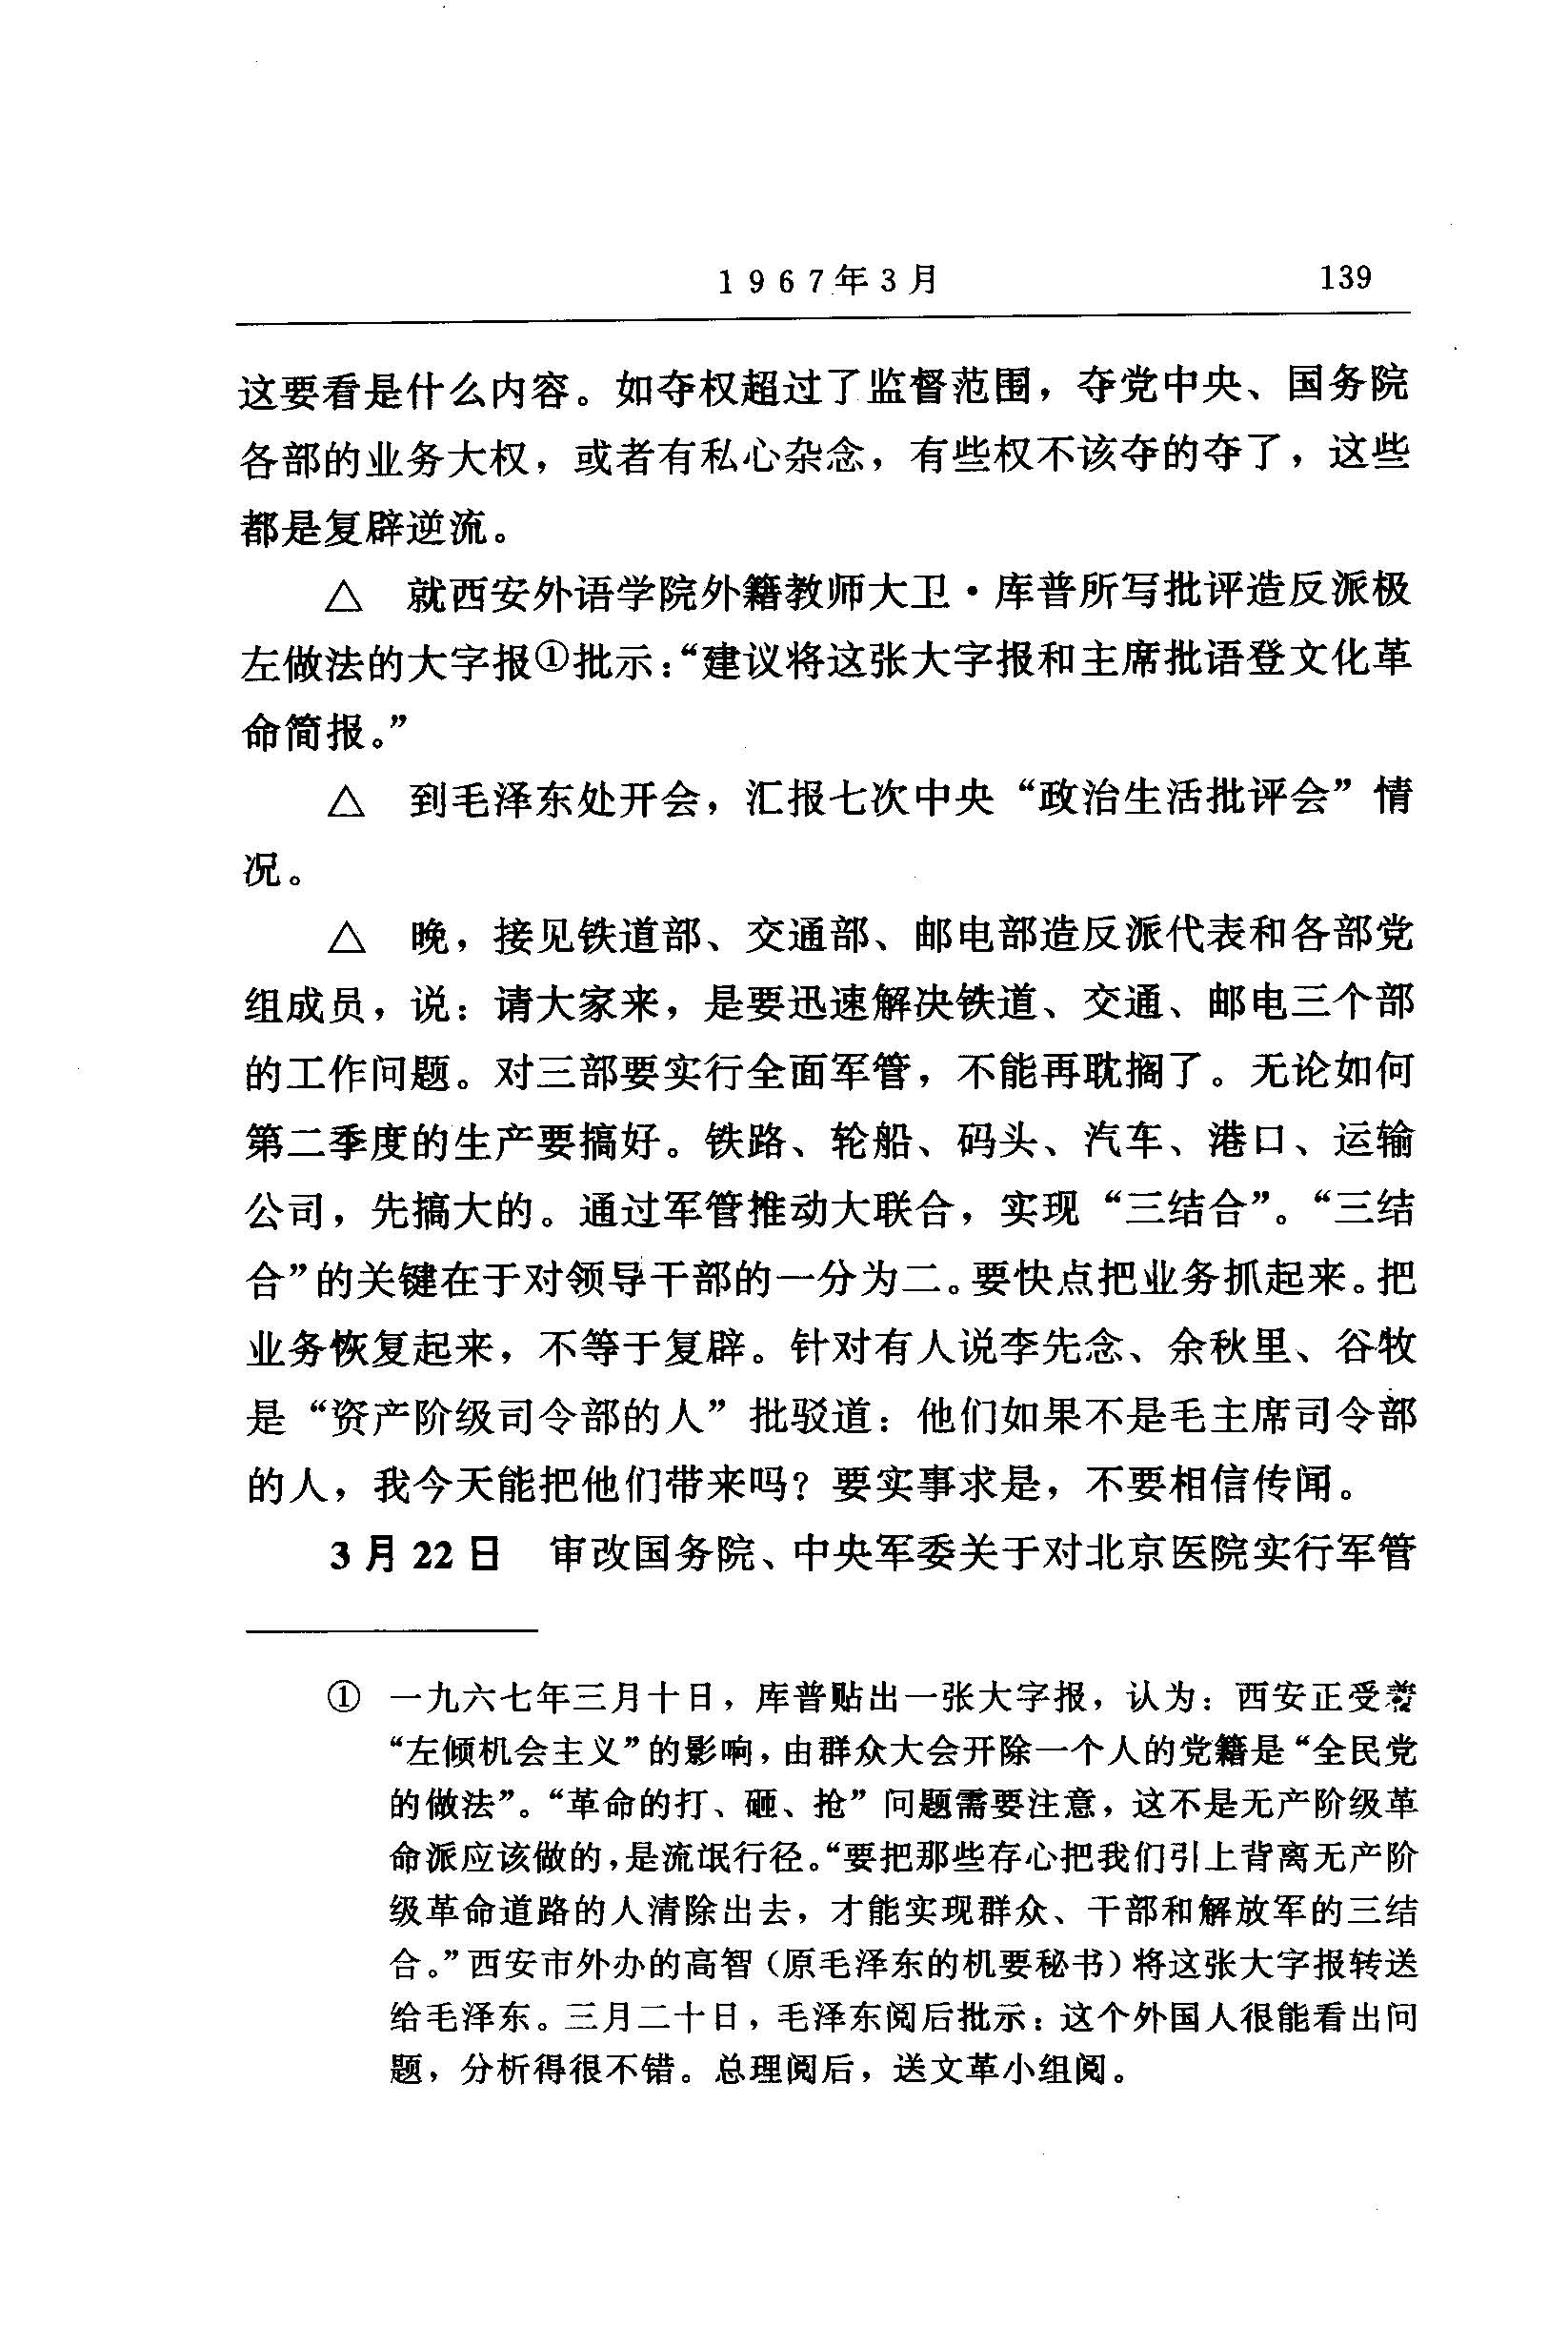 1967年3月 139
这要看是什么内容。如夺权超过了监督范围，夺党中央、国务院
各部的业务大权，或者有私心杂念，有些权不该夺的夺了，这些
都是复辟逆流。
△ 就西安外语学院外籍教师大卫·库普所写批评造反派极
左做法的大字报①批示：“建议将这张大字报和主席批语登文化革
命简报。”
△ 到毛泽东处开会，汇报七次中央“政治生活批评会”情
况。
△ 晚，接见铁道部、交通部、邮电部造反派代表和各部党
组成员，说：请大家来，是要迅速解决铁道、交通、邮电三个部
的工作问题。对三部要实行全面军管，不能再耽搁了。无论如何
第二季度的生产要搞好。铁路、轮船、码头、汽车、港口、运输
公司，先搞大的。通过军管推动大联合，实现“三结合”。“三结
合”的关键在于对领导干部的一分为二。要快点把业务抓起来。把
业务恢复起来，不等于复辟。针对有人说李先念、余秋里、谷牧
是“资产阶级司令部的人”批驳道：他们如果不是毛主席司令部
的人，我今天能把他们带来吗？要实事求是，不要相信传闻。
3月22日 审改国务院、中央军委关于对北京医院实行军管
① 一九六七年三月十日，库普贴出一张大字报，认为：西安正受着
“左倾机会主义”的影响，由群众大会开除一个人的党籍是“全民党
的做法”。“革命的打、砸、抢”问题需要注意，这不是无产阶级革
命派应该做的，是流氓行径。“要把那些存心把我们引上背离无产阶
级革命道路的人清除出去，才能实现群众、干部和解放军的三结
合。”西安市外办的高智（原毛泽东的机要秘书）将这张大字报转送
给毛泽东。三月二十日，毛泽东阅后批示：这个外国人很能看出问
题，分析得很不错。总理阅后，送文革小组阅。